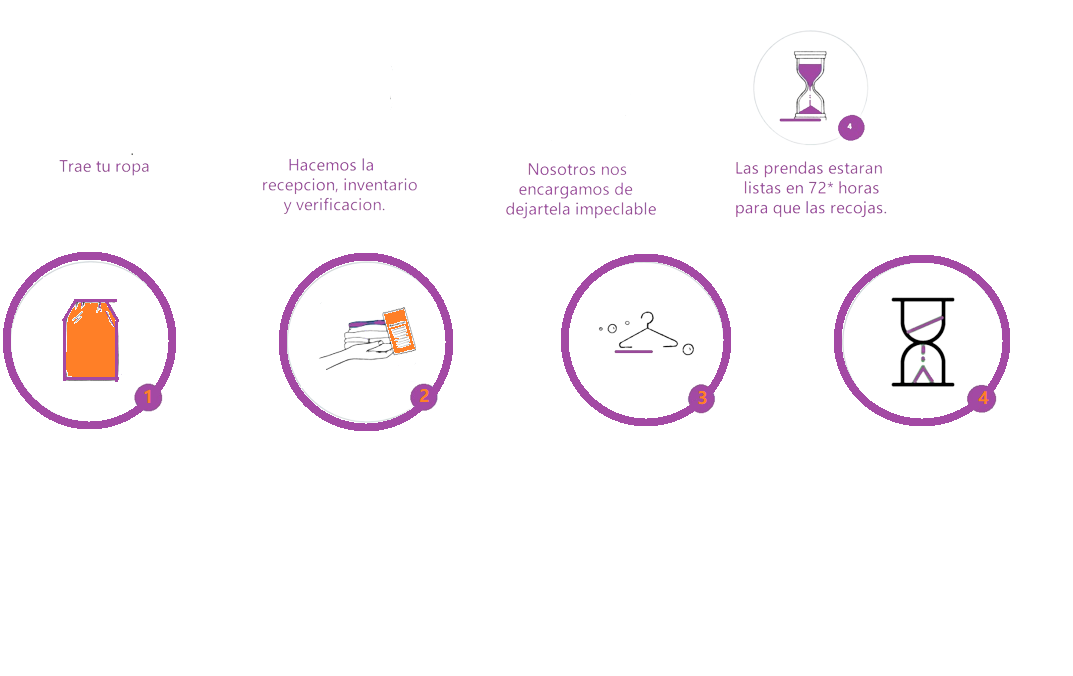 4
Trae tu ropa
Hacemos la
recepcion, inventario
y verificacion.
Nosotros nos
encargamos de
dejartela impeclable
Las prendas estaran
listas en 72* horas
para que las recojas.
1
2
3
4